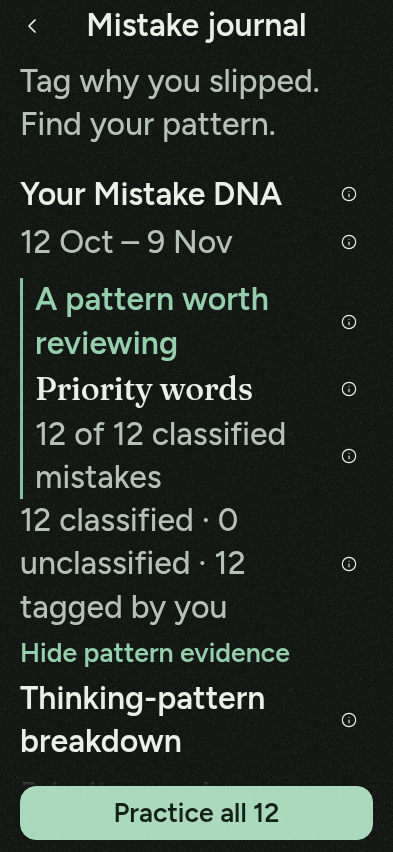 Mistake journal
Tag why you slipped.
Find your pattern.
Your Mistake DNA
12 Oct – 9 Nov
A pattern worth
reviewing
Priority words
12 of 12 classified
mistakes
12 classified · 0
unclassified · 12
tagged by you
Hide pattern evidence
Thinking-pattern
breakdown
Practice all 12